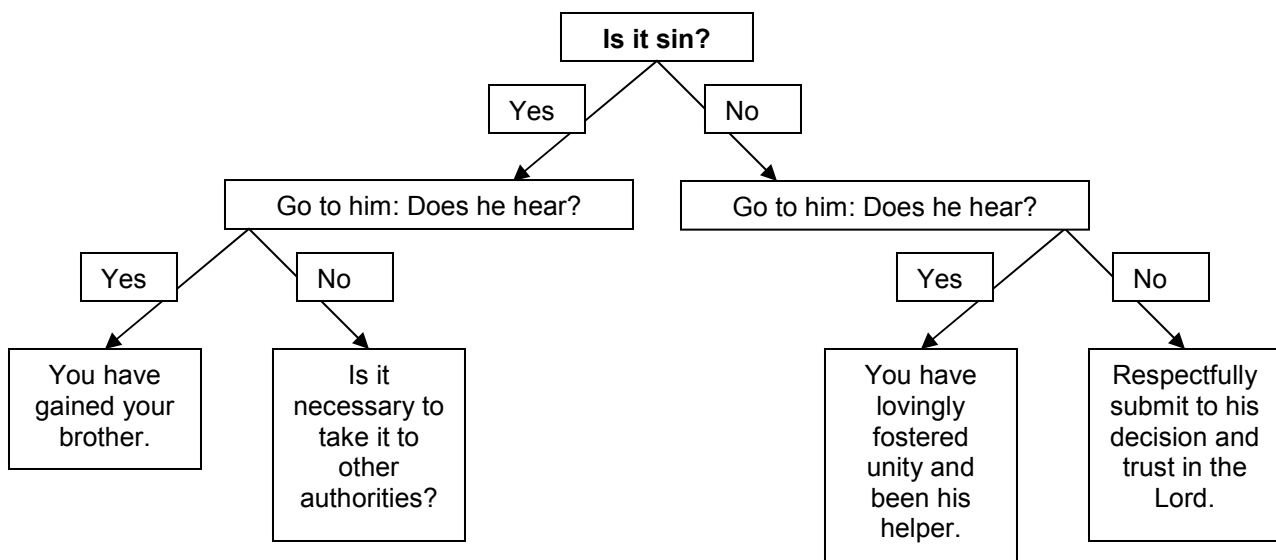 Is it sin?
Yes
No
Go to him: Does he hear?
Go to him: Does he hear?
Yes
No
Yes
No
You have
gained your
brother.
Is it
necessary to
take it to
other
authorities?
You have
lovingly
fostered
unity and
been his
helper.
Respectfully
submit to his
decision and
trust in the
Lord.